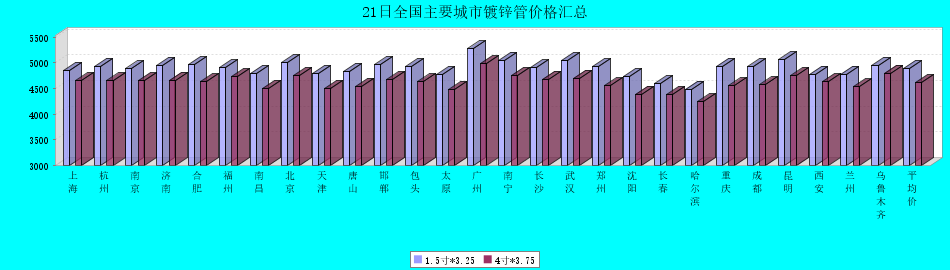 21日全国主要城市镀锌管价格汇总
5500
5000
4500
4000
3500
3000
上海
杭州
南京
济南
合肥
福州
南昌
北京
天津
唐山
邯郸
包头
太原
广州
南宁
长沙
武汉
郑州
沈阳
长春
哈尔滨
重庆
成都
昆明
西安
兰州
乌鲁木齐
平均价
1.5寸*3.25 4寸*3.75